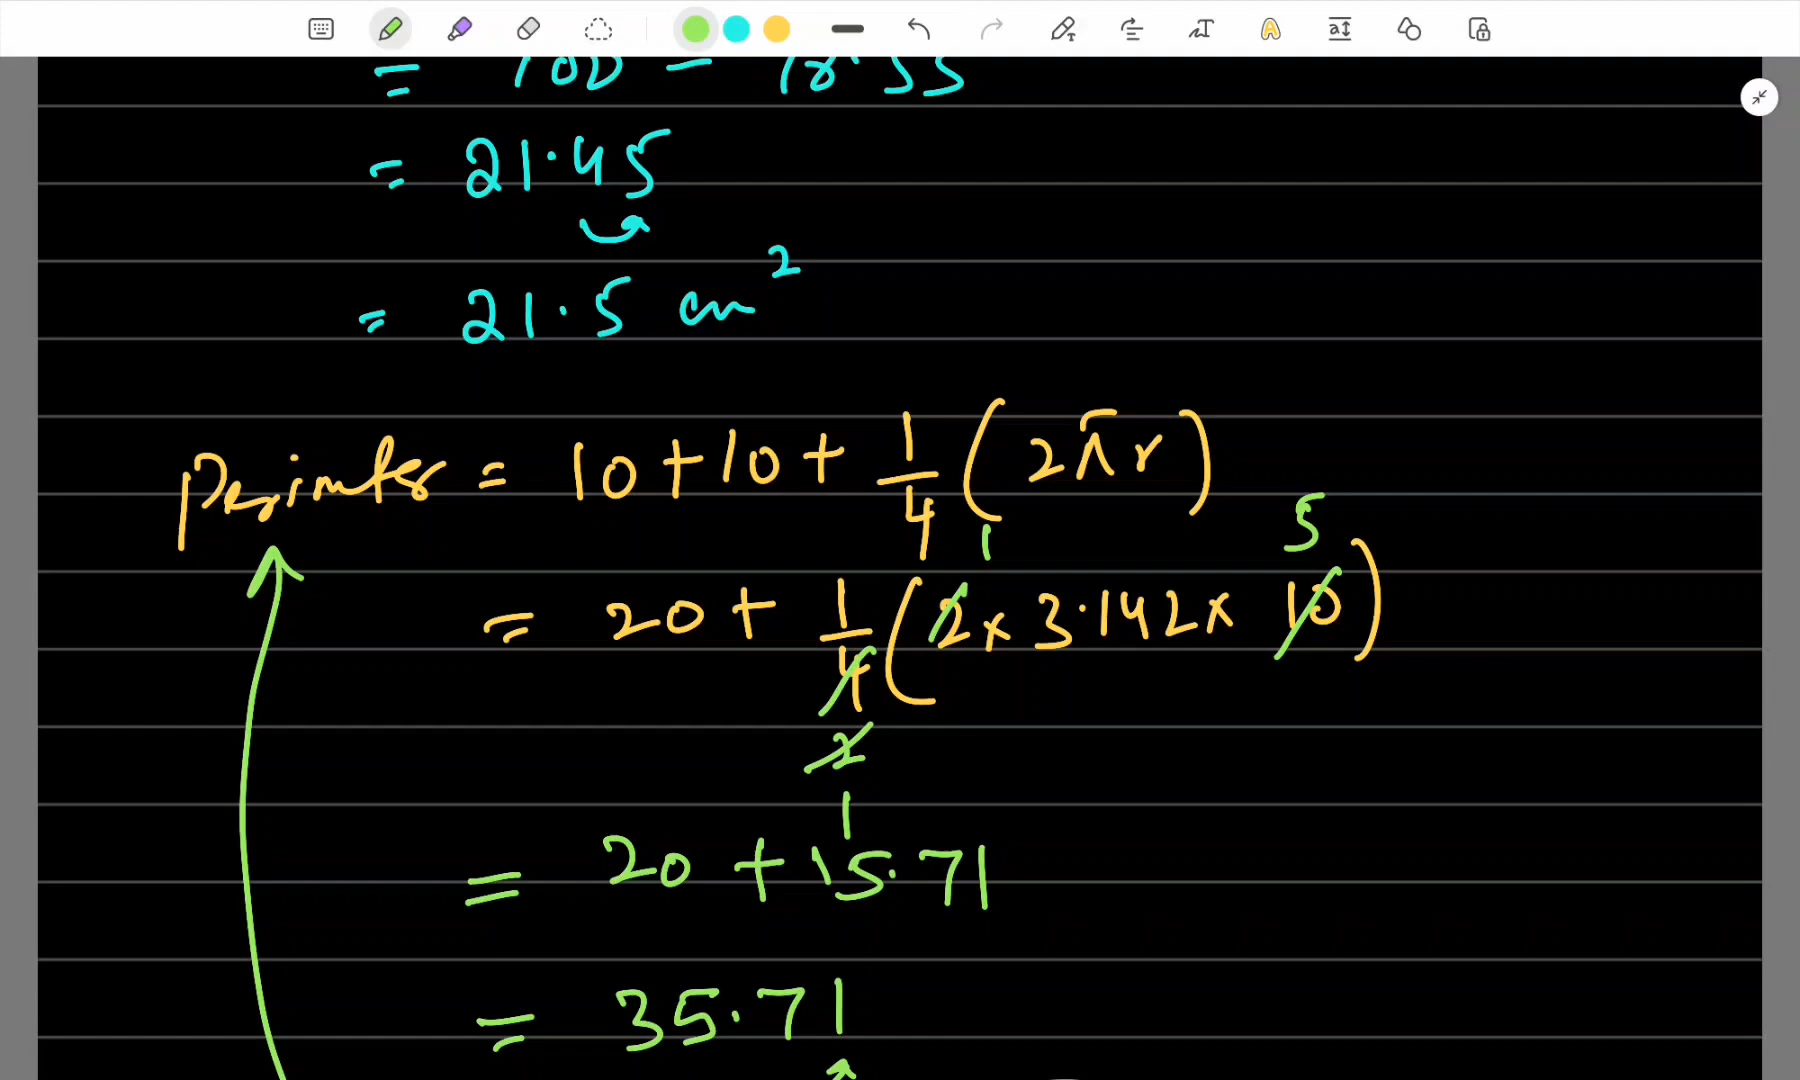 = 21.45
= 21.5 cm²
Perimeter = 10 + 10 + 1/4 (2πr)
1 5
= 20 + 1/4 (2 × 3.142 × 10)
2
1
= 20 + 15.71
= 35.71